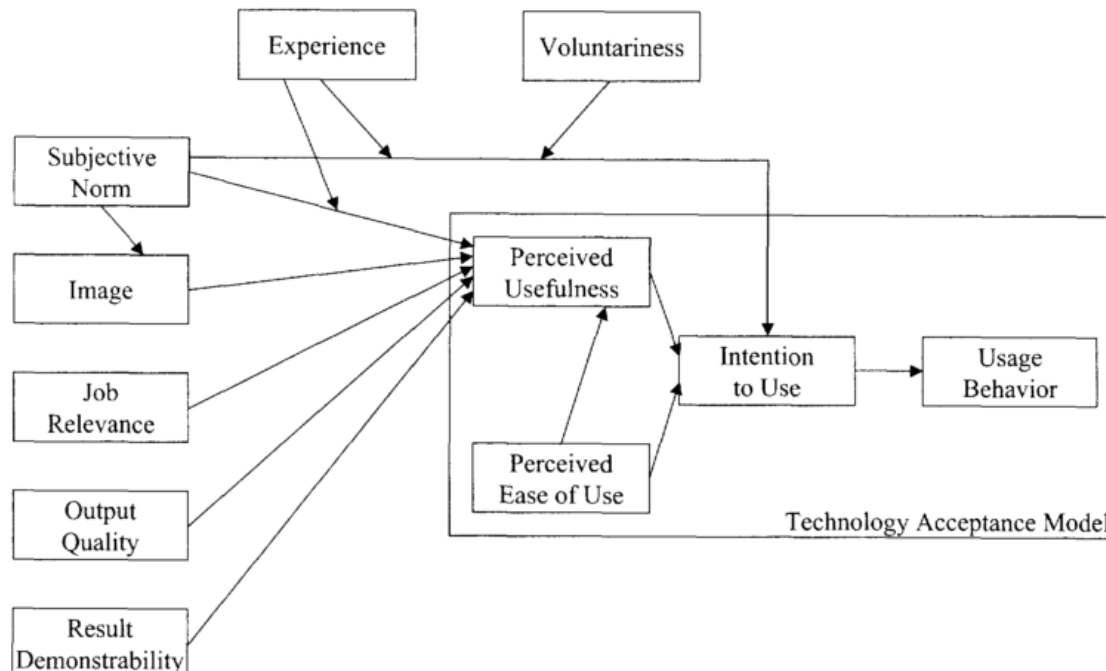 Experience
Voluntariness
Subjective
Norm
Image
Job
Relevance
Output
Quality
Result
Demonstrability
Perceived
Usefulness
Perceived
Ease of Use
Intention
to Use
Usage
Behavior
Technology Acceptance Model